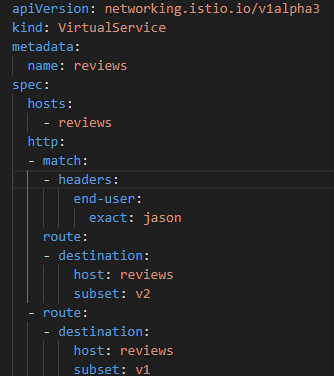 apiVersion: networking.istio.io/v1alpha3
kind: VirtualService
metadata:
  name: reviews
spec:
  hosts:
    - reviews
  http:
  - match:
    - headers:
        end-user:
          exact: jason
    route:
    - destination:
        host: reviews
        subset: v2
  - route:
    - destination:
        host: reviews
        subset: v1